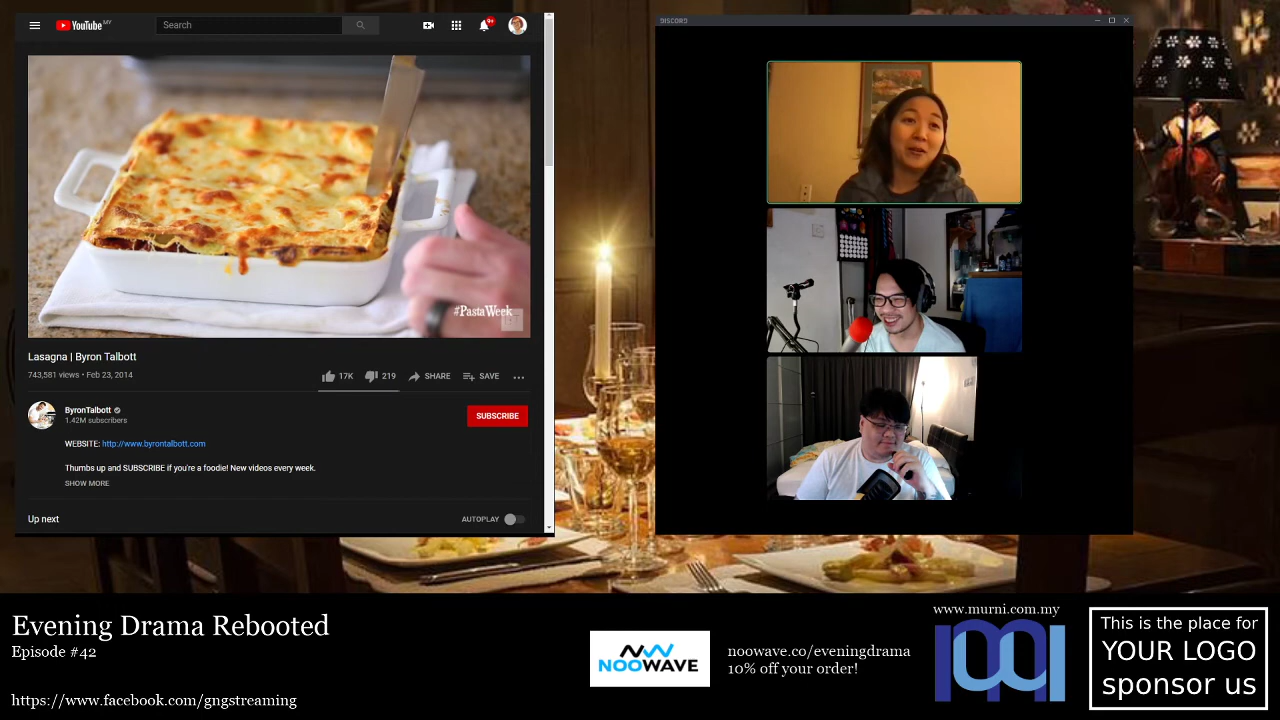 YouTube MY
Search
9+
#PastaWeek
Lasagna | Byron Talbott
743,581 views • Feb 23, 2014
17K
219
SHARE
SAVE
ByronTalbott
1.42M subscribers
SUBSCRIBE
WEBSITE: http://www.byrontalbott.com
Thumbs up and SUBSCRIBE if you're a foodie! New videos every week.
SHOW MORE
Up next
AUTOPLAY
DISCORD
Evening Drama Rebooted
Episode #42
https://www.facebook.com/gngstreaming
NOOWAVE
noowave.co/eveningdrama
10% off your order!
www.murni.com.my
This is the place for
YOUR LOGO
sponsor us